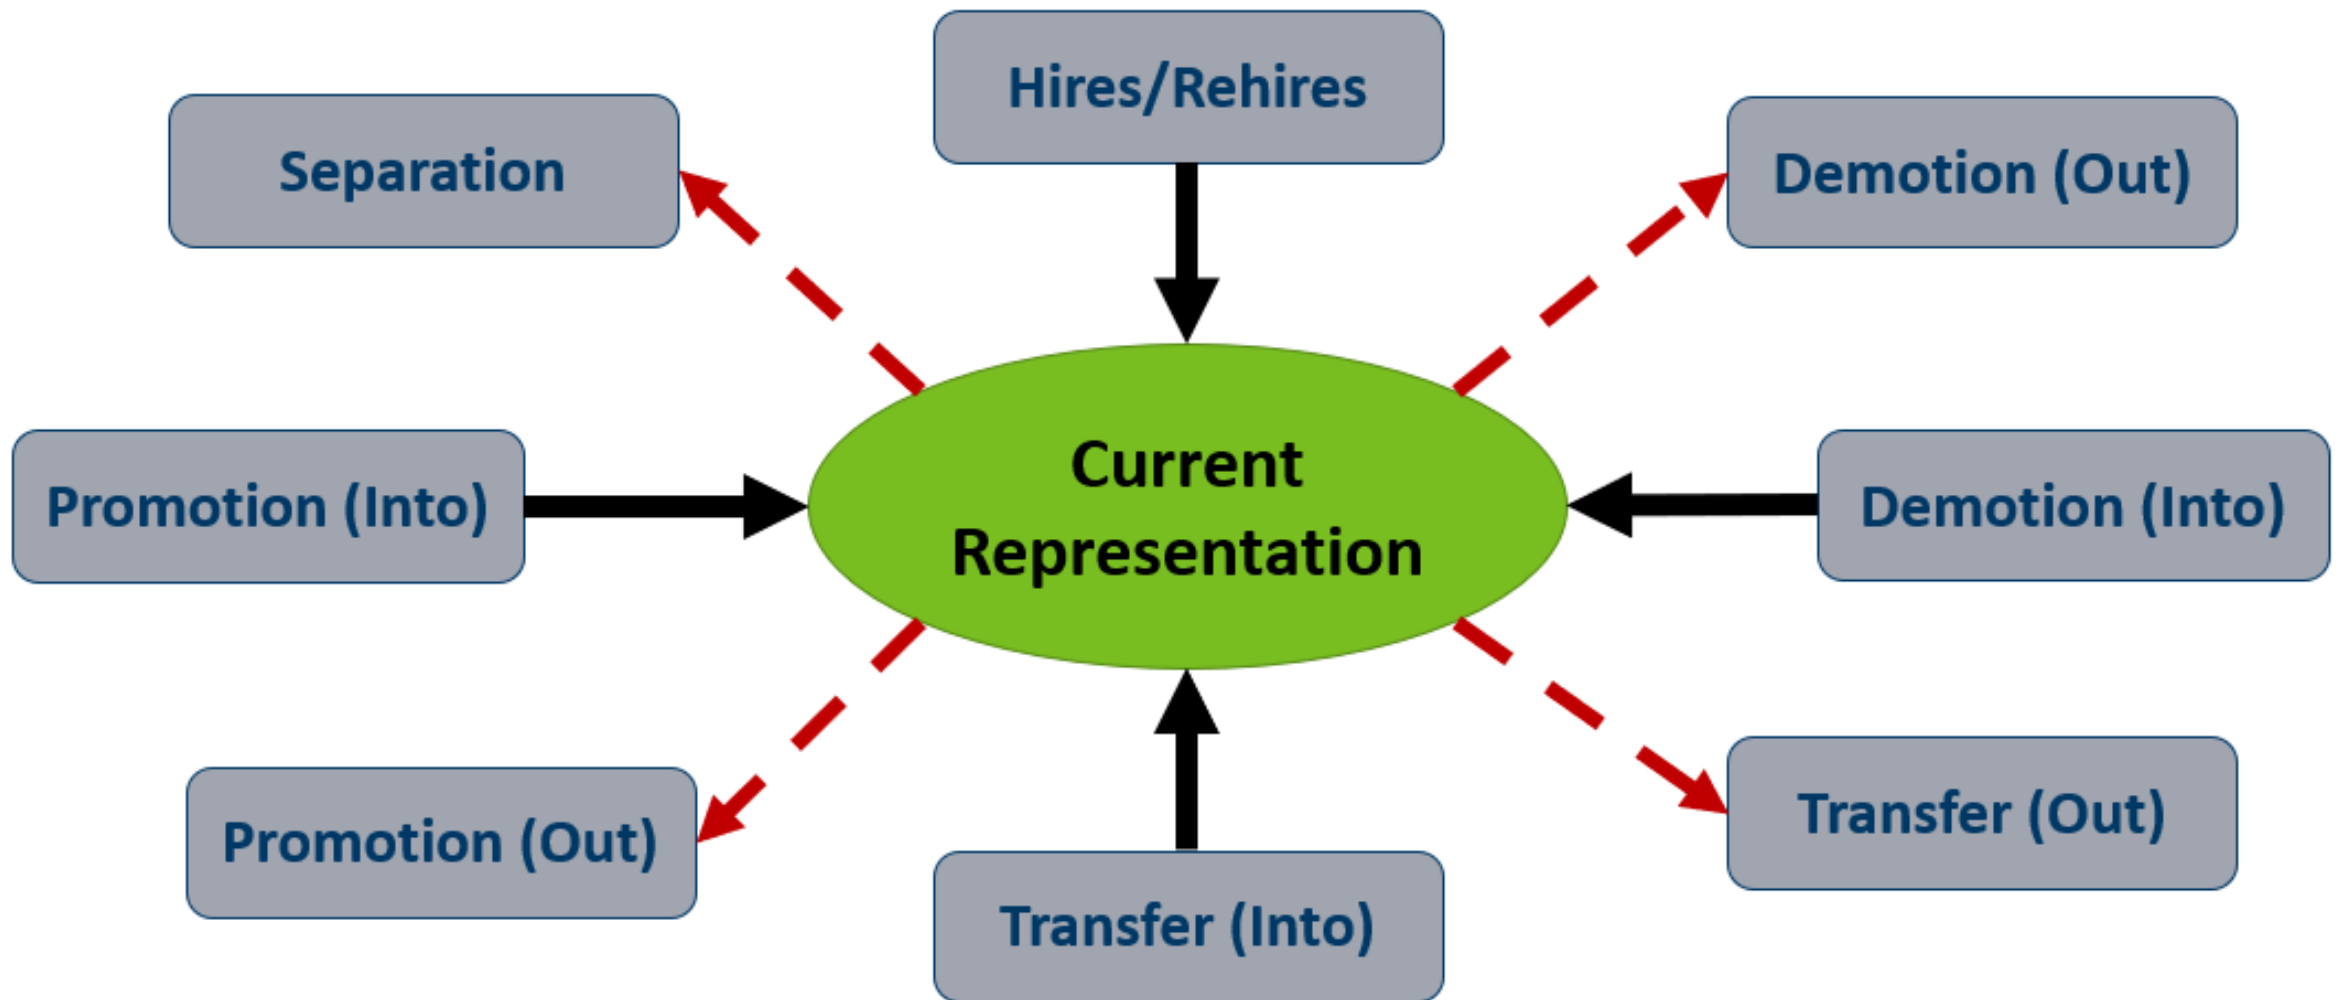 Hires/Rehires
Separation
Demotion (Out)
Promotion (Into)
Current
Representation
Demotion (Into)
Promotion (Out)
Transfer (Into)
Transfer (Out)